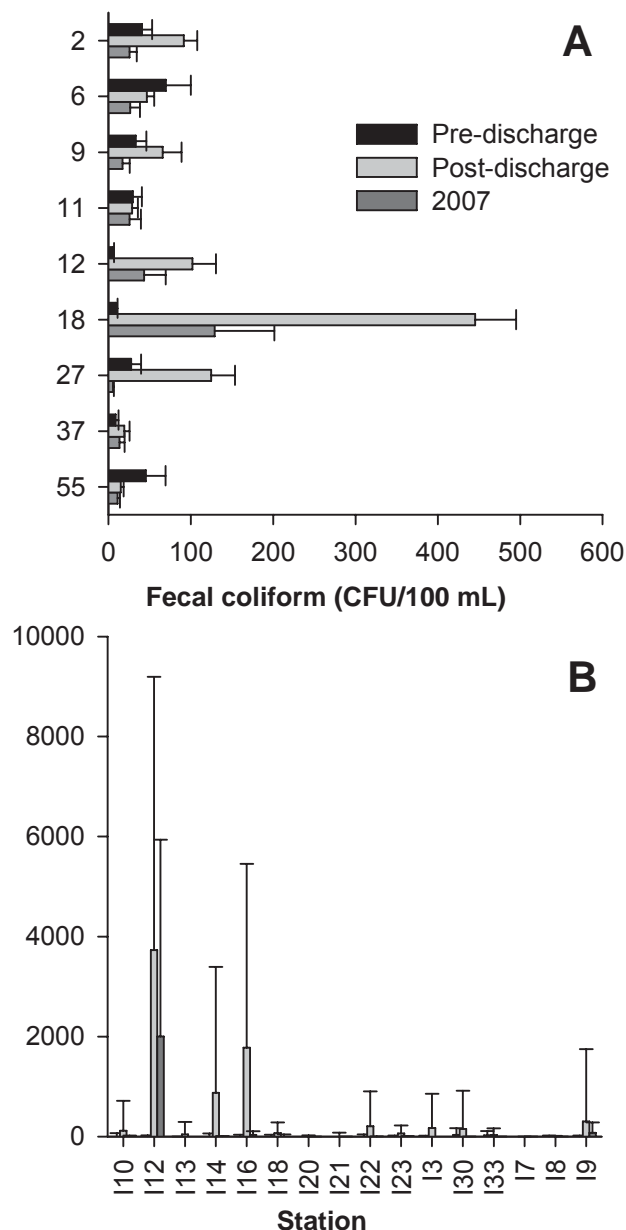 A
2
6
9
11
12
18
27
37
55
Pre-discharge
Post-discharge
2007
0 100 200 300 400 500 600
Fecal coliform (CFU/100 mL)
B
10000
8000
6000
4000
2000
0
I10 I12 I13 I14 I16 I18 I20 I21 I22 I23 I3 I30 I33 I7 I8 I9
Station